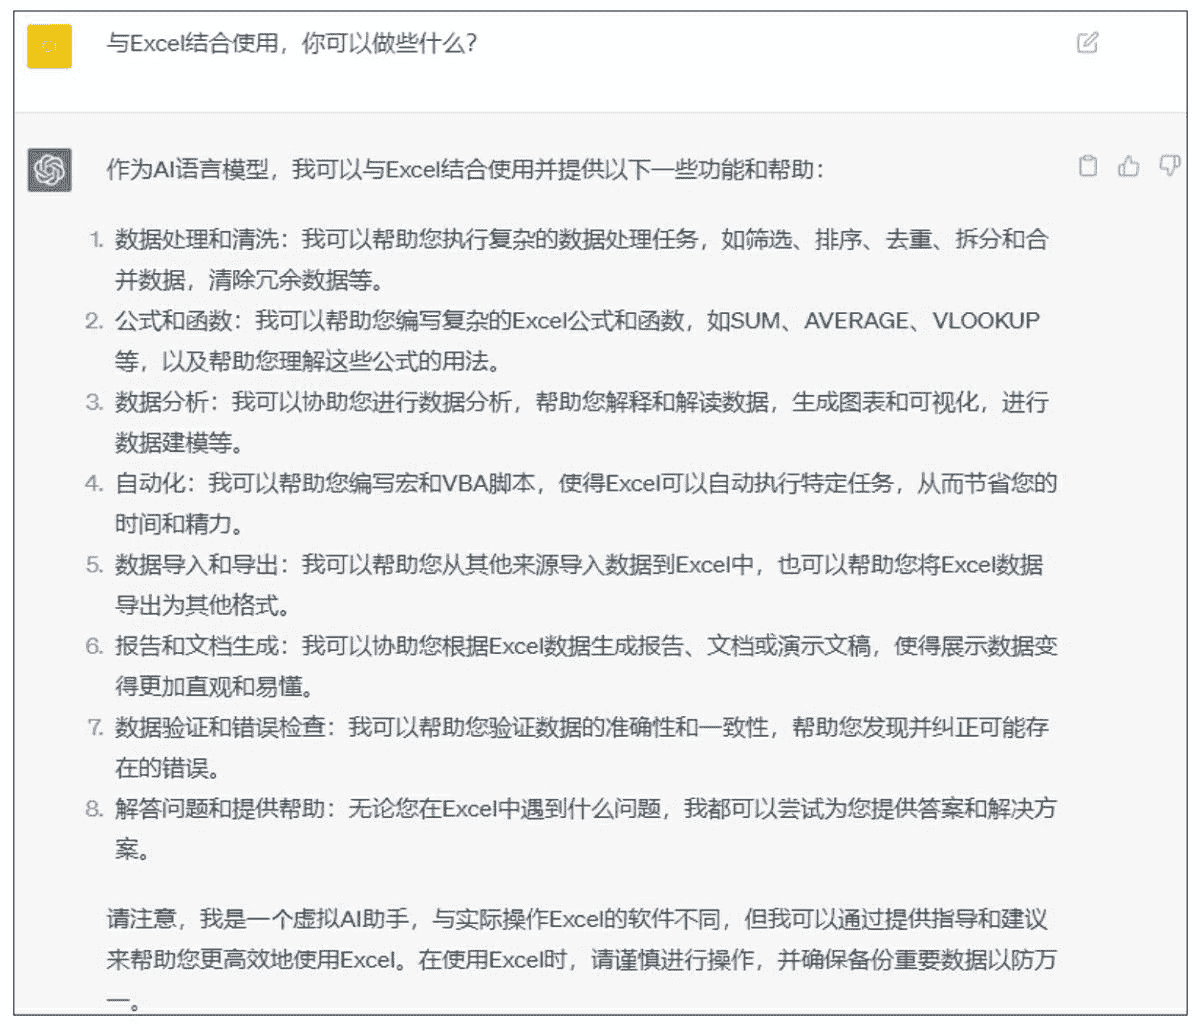 与Excel结合使用，你可以做些什么？
作为AI语言模型，我可以与Excel结合使用并提供以下一些功能和帮助：
1. 数据处理和清洗：我可以帮助您执行复杂的数据处理任务，如筛选、排序、去重、拆分和合
并数据，清除冗余数据等。
2. 公式和函数：我可以帮助您编写复杂的Excel公式和函数，如SUM、AVERAGE、VLOOKUP
等，以及帮助您理解这些公式的用法。
3. 数据分析：我可以协助您进行数据分析，帮助您解释和解读数据，生成图表和可视化，进行
数据建模等。
4. 自动化：我可以帮助您编写宏和VBA脚本，使得Excel可以自动执行特定任务，从而节省您的
时间和精力。
5. 数据导入和导出：我可以帮助您从其他来源导入数据到Excel中，也可以帮助您将Excel数据
导出为其他格式。
6. 报告和文档生成：我可以协助您根据Excel数据生成报告、文档或演示文稿，使得展示数据变
得更加直观和易懂。
7. 数据验证和错误检查：我可以帮助您验证数据的准确性和一致性，帮助您发现并纠正可能存
在的错误。
8. 解答问题和提供帮助：无论您在Excel中遇到什么问题，我都可以尝试为您提供答案和解决方
案。
请注意，我是一个虚拟AI助手，与实际操作Excel的软件不同，但我可以通过提供指导和建议
来帮助您更高效地使用Excel。在使用Excel时，请谨慎进行操作，并确保备份重要数据以防万
一。